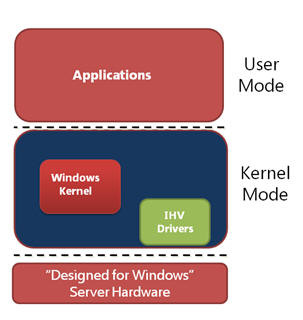 Applications
User
Mode
Windows
Kernel
IHV
Drivers
Kernel
Mode
"Designed for Windows"
Server Hardware